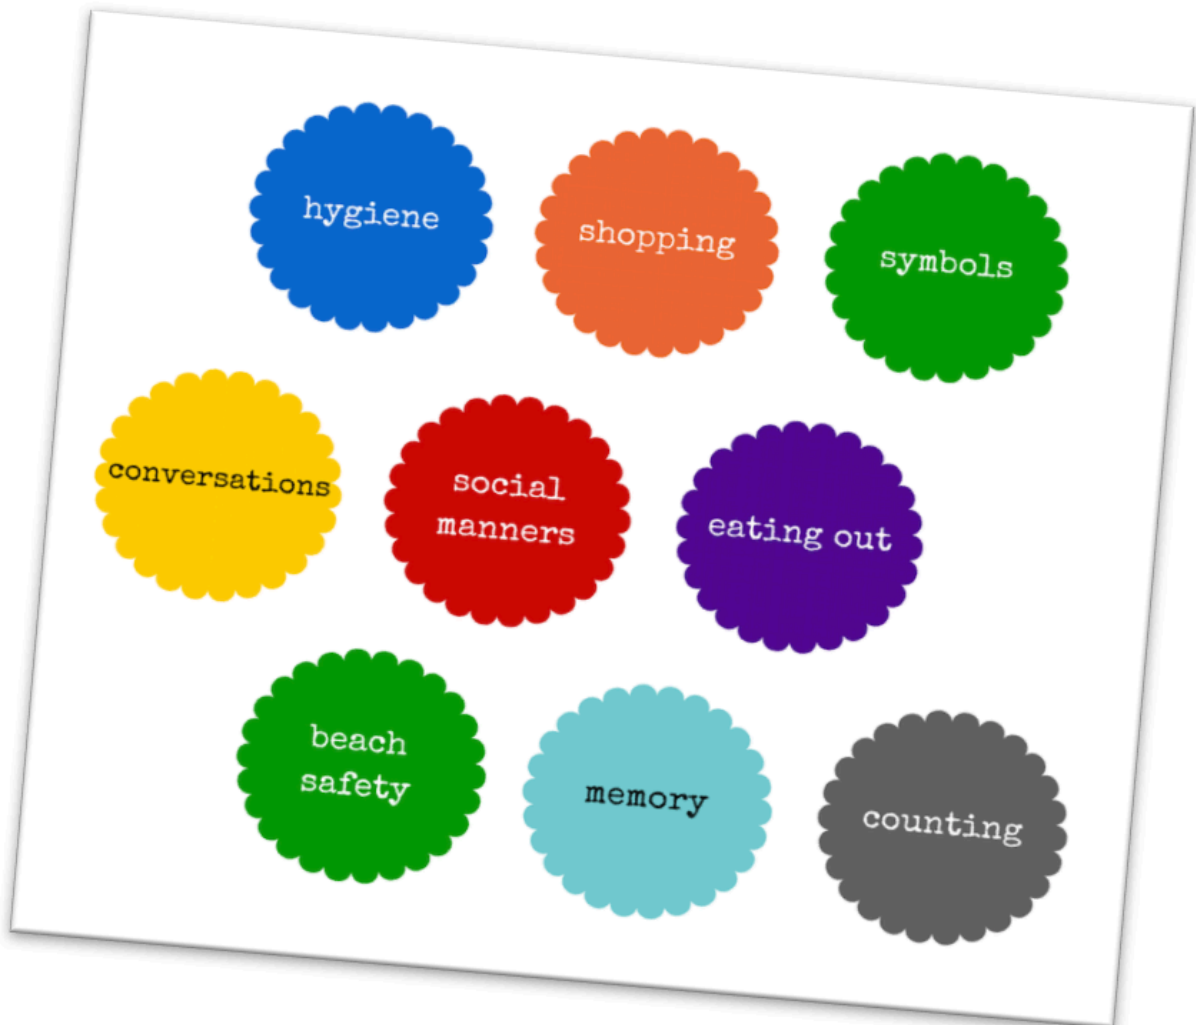 hygiene
shopping
symbols
conversations
social
manners
eating out
beach
safety
memory
counting